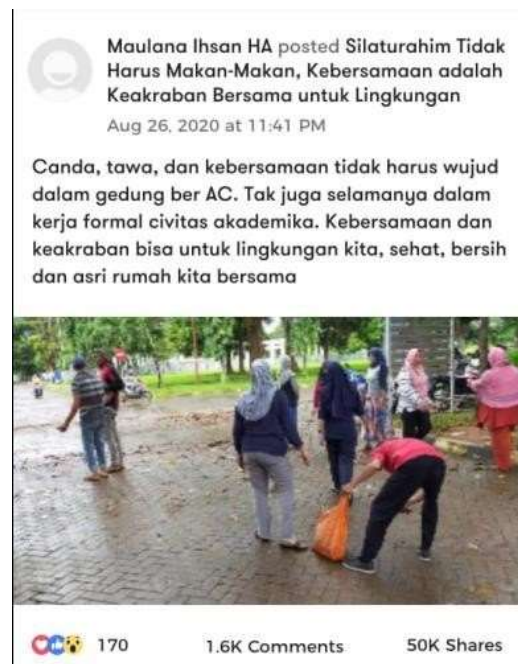 Maulana Ihsan HA posted Silaturahim Tidak
Harus Makan-Makan, Kebersamaan adalah
Keakraban Bersama untuk Lingkungan
Aug 26, 2020 at 11:41 PM
Canda, tawa, dan kebersamaan tidak harus wujud
dalam gedung ber AC. Tak juga selamanya dalam
kerja formal civitas akademika. Kebersamaan dan
keakraban bisa untuk lingkungan kita, sehat, bersih
dan asri rumah kita bersama
170 1.6K Comments 50K Shares